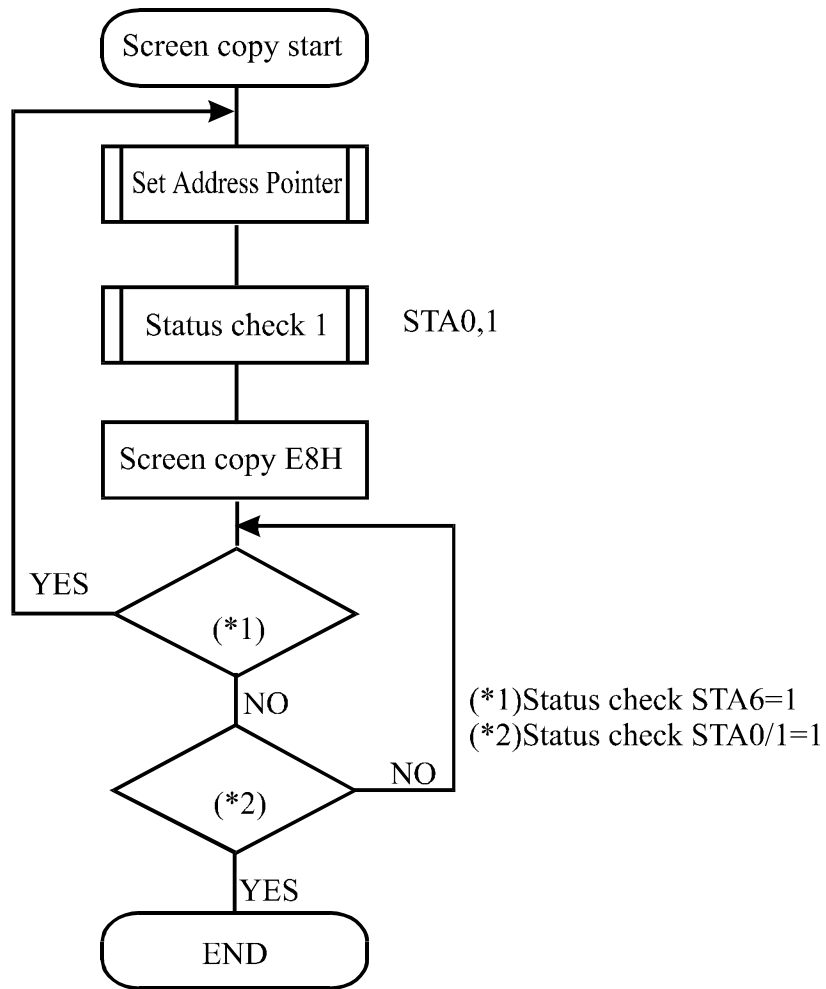 Screen copy start
Set Address Pointer
Status check 1
STA0,1
Screen copy E8H
YES
(*1)
NO
(*1)Status check STA6=1
(*2)Status check STA0/1=1
NO
(*2)
YES
END